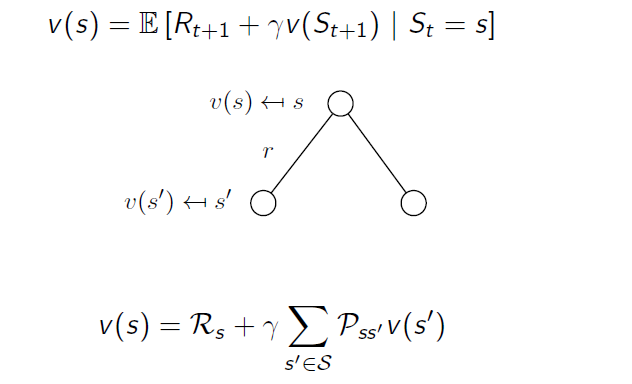 v(s) = 𝔼 [R_{t+1} + γv(S_{t+1}) | S_t = s]
v(s) ↤ s
r
v(s′) ↤ s′
v(s) = ℛ_s + γ ∑_{s′∈𝒮} 𝒫_{ss′} v(s′)